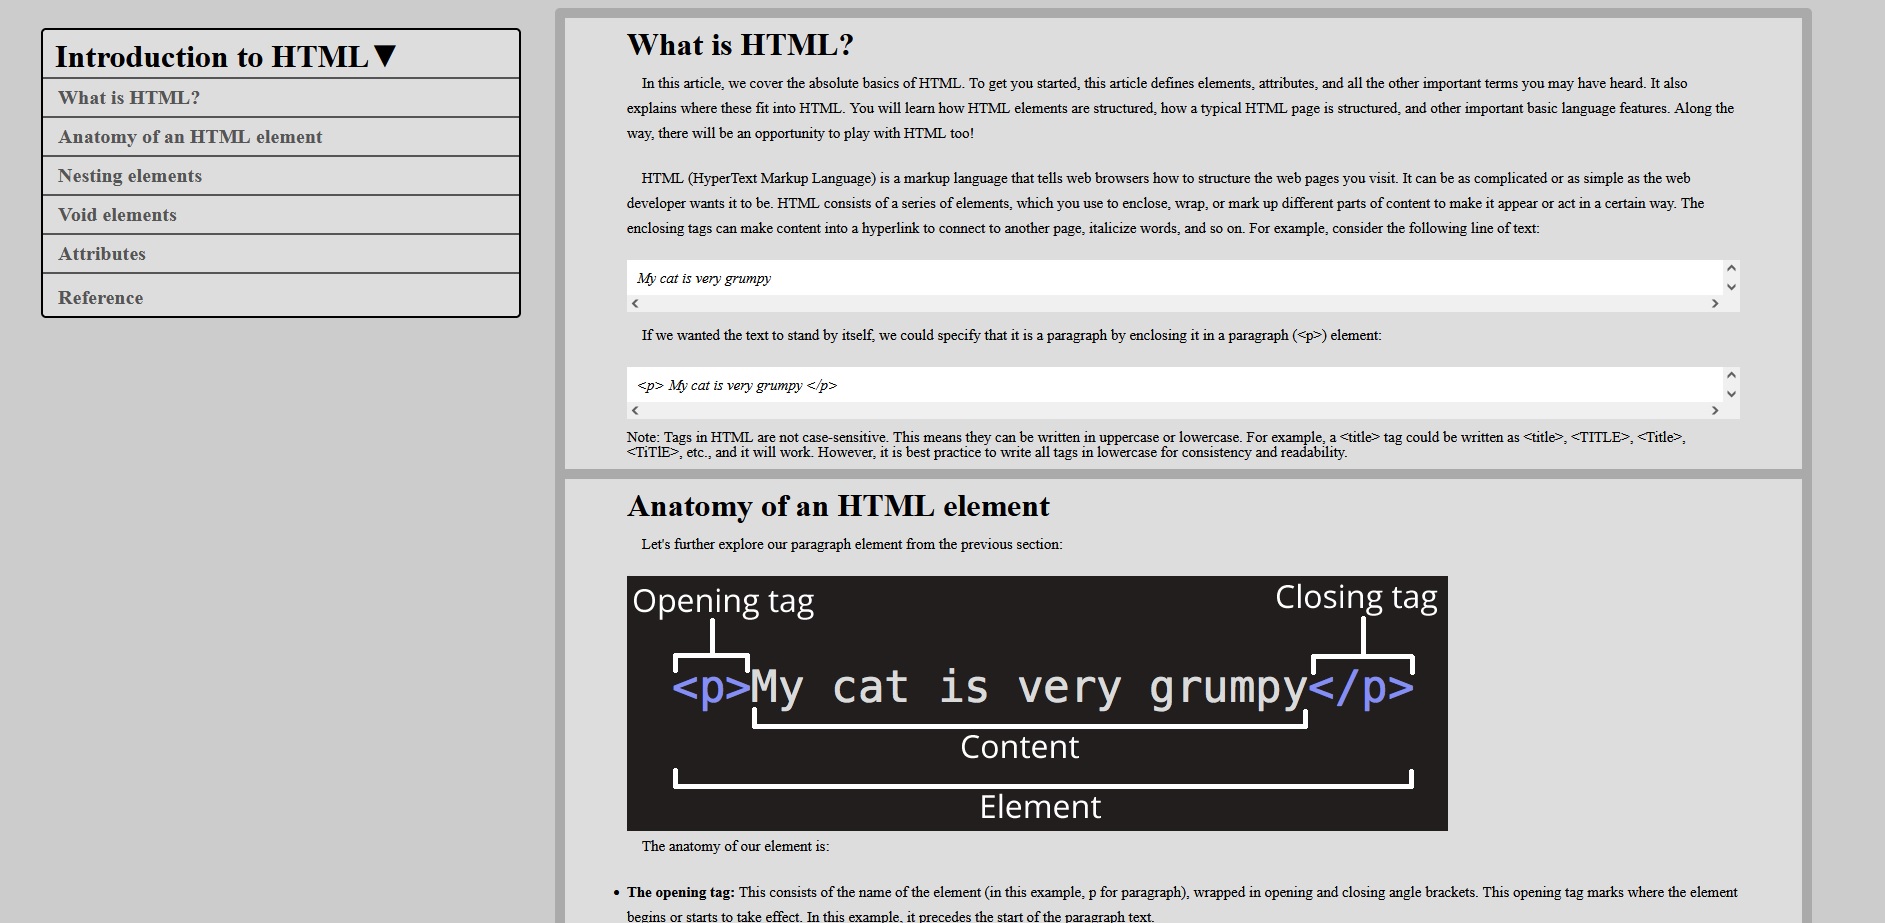 Introduction to HTML▼
What is HTML?
Anatomy of an HTML element
Nesting elements
Void elements
Attributes
Reference
What is HTML?
In this article, we cover the absolute basics of HTML. To get you started, this article defines elements, attributes, and all the other important terms you may have heard. It also
explains where these fit into HTML. You will learn how HTML elements are structured, how a typical HTML page is structured, and other important basic language features. Along the
way, there will be an opportunity to play with HTML too!
HTML (HyperText Markup Language) is a markup language that tells web browsers how to structure the web pages you visit. It can be as complicated or as simple as the web
developer wants it to be. HTML consists of a series of elements, which you use to enclose, wrap, or mark up different parts of content to make it appear or act in a certain way. The
enclosing tags can make content into a hyperlink to connect to another page, italicize words, and so on. For example, consider the following line of text:
My cat is very grumpy
If we wanted the text to stand by itself, we could specify that it is a paragraph by enclosing it in a paragraph (<p>) element:
<p> My cat is very grumpy </p>
Note: Tags in HTML are not case-sensitive. This means they can be written in uppercase or lowercase. For example, a <title> tag could be written as <title>, <TITLE>, <Title>,
<TiTlE>, etc., and it will work. However, it is best practice to write all tags in lowercase for consistency and readability.
Anatomy of an HTML element
Let's further explore our paragraph element from the previous section:
Opening tag
Closing tag
<p>My cat is very grumpy</p>
Content
Element
The anatomy of our element is:
• The opening tag: This consists of the name of the element (in this example, p for paragraph), wrapped in opening and closing angle brackets. This opening tag marks where the element
begins or starts to take effect. In this example, it precedes the start of the paragraph text.